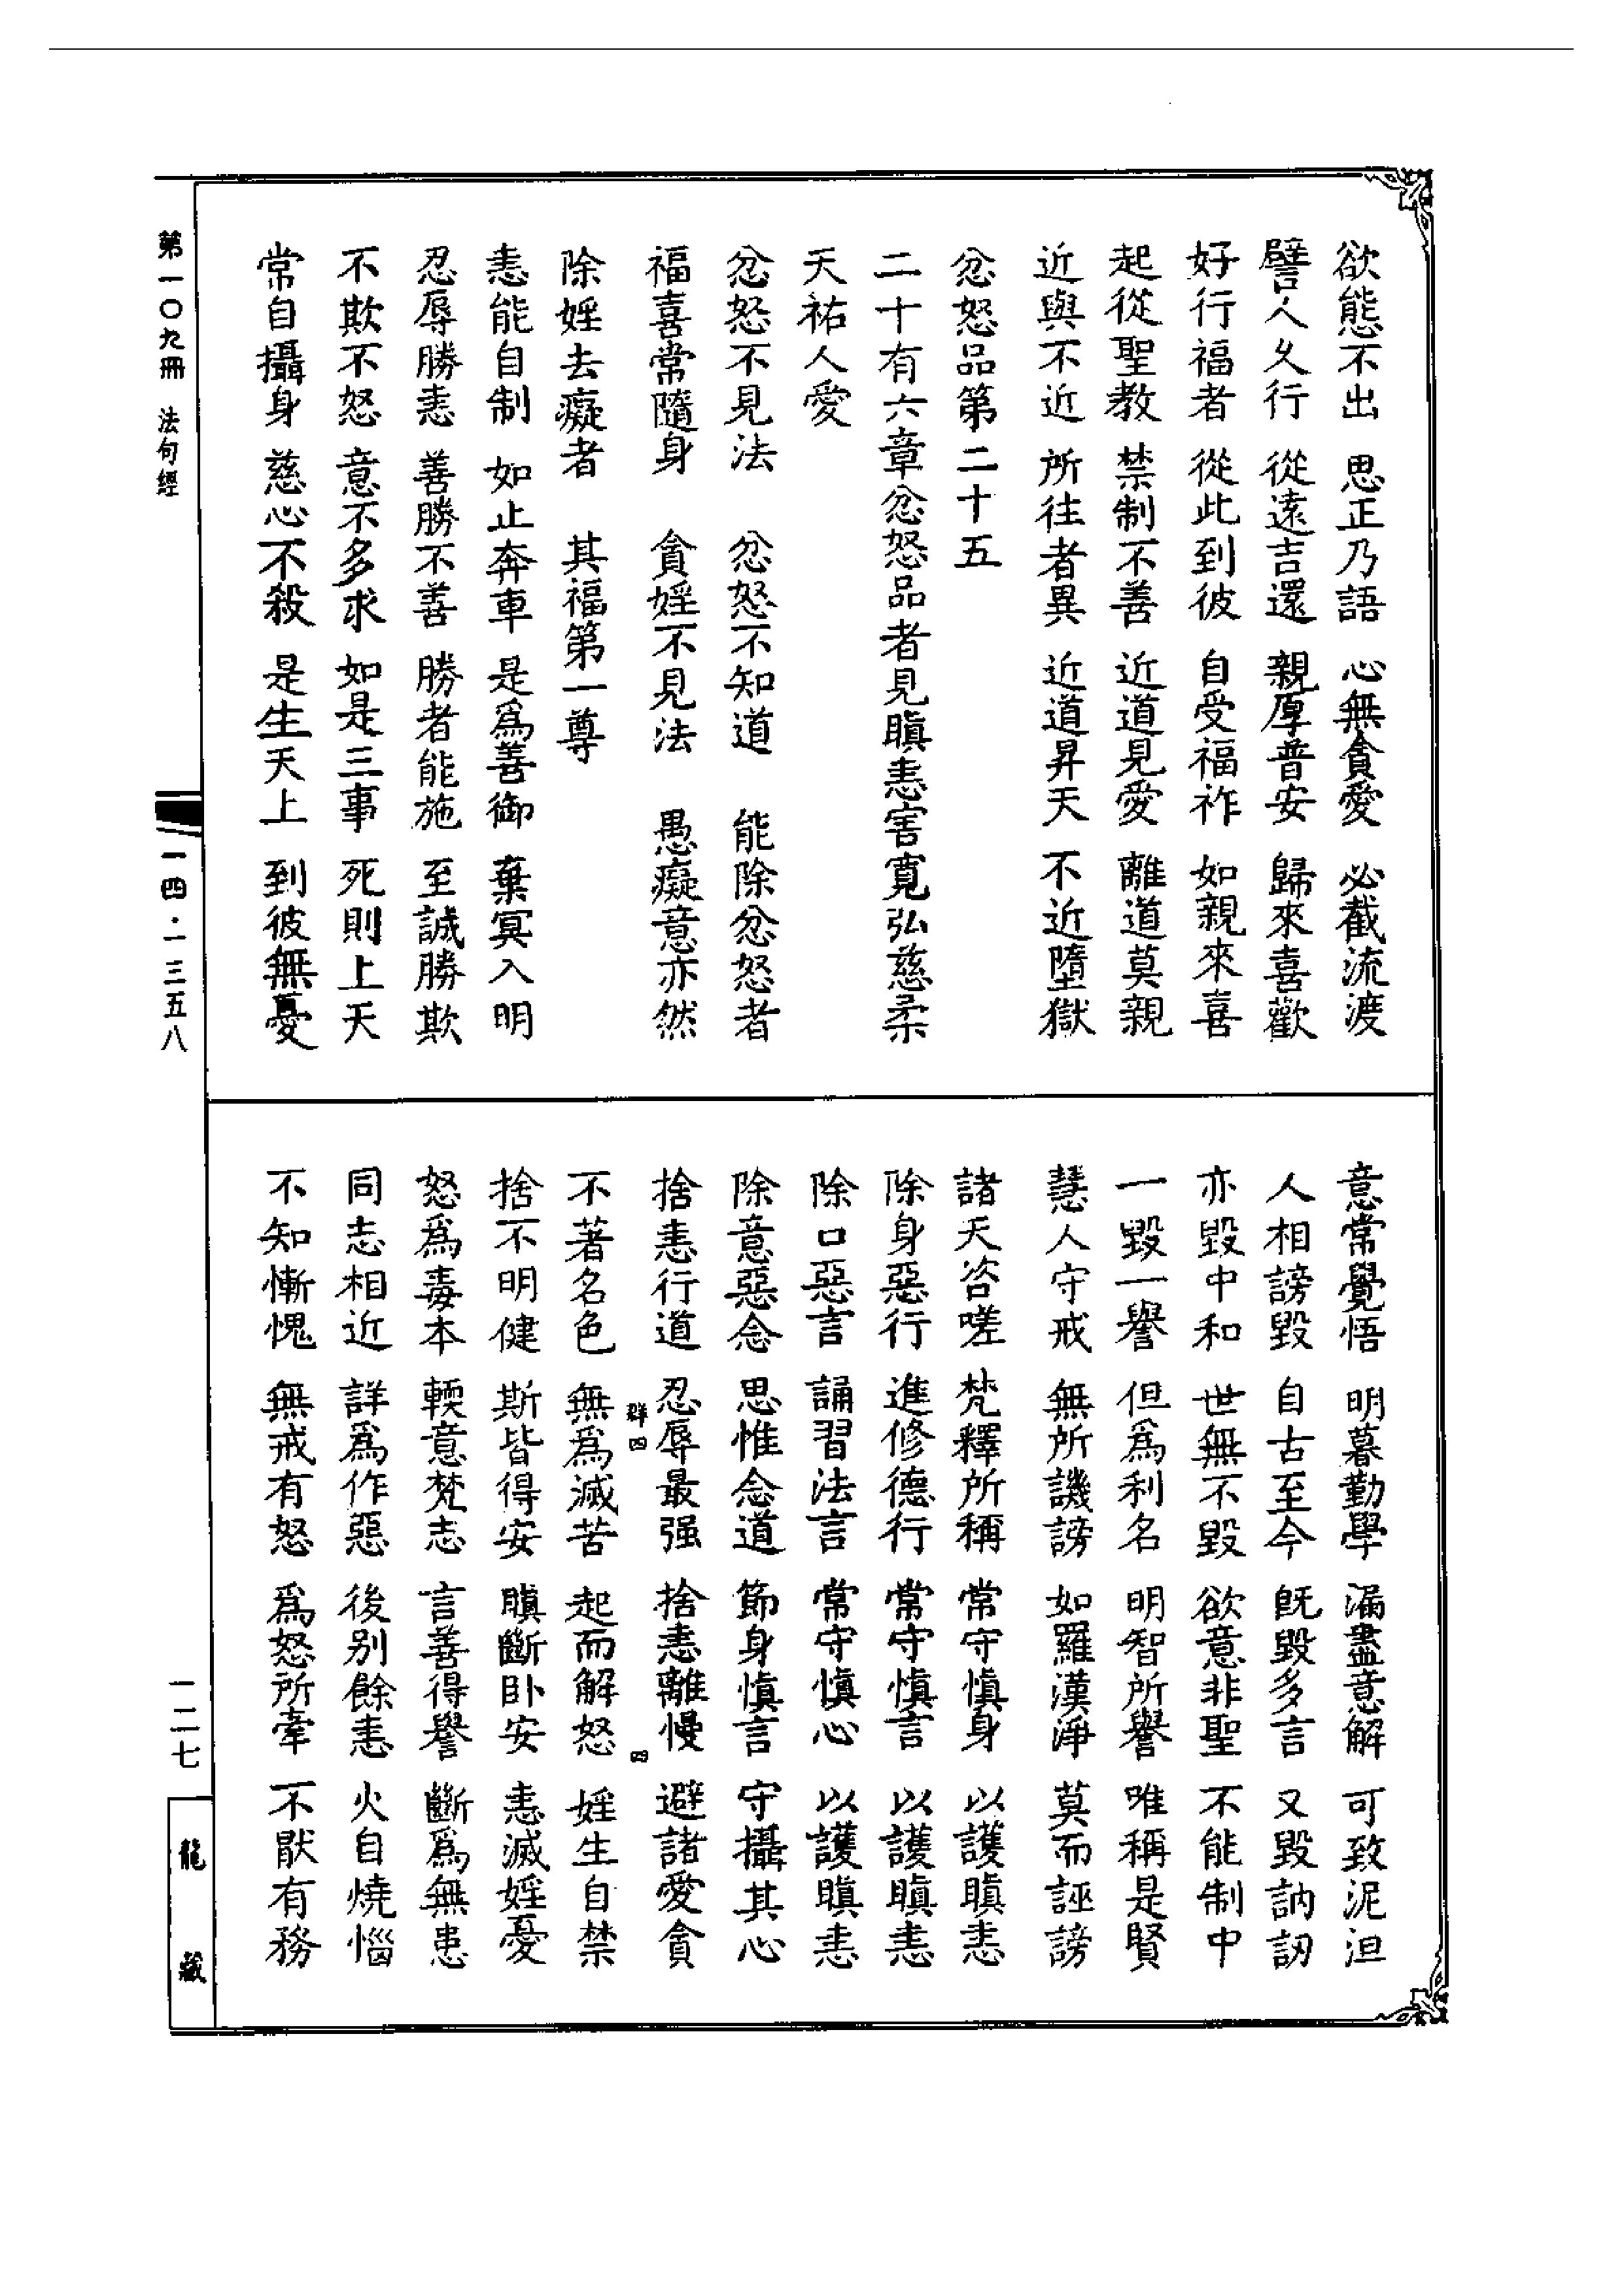 欲態不出 思正乃語 心無貪愛 必截流渡
譬人乆行 從遠吉還 親厚普安 歸來喜歡
好行福者 從此到彼 自受福祚 如親來喜
起從聖教 禁制不善 近道見愛 離道莫親
近與不近 所往者異 近道昇天 不近墮獄
忿怒品第二十五
二十有六章忿怒品者見瞋恚害寬弘慈柔
天祐人愛
忿怒不見法 忿怒不知道 能除忿怒者
福喜常隨身 貪婬不見法 愚癡意亦然
除婬去癡者 其福第一尊
恚能自制 如止奔車 是爲善御 棄冥入明
忍辱勝恚 善勝不善 勝者能施 至誠勝欺
不欺不怒 意不多求 如是三事 死則上天
常自攝身 慈心不殺 是生天上 到彼無憂
意常覺悟 明暮勤學 漏盡意解 可致泥洹
人相謗毀 自古至今 旣毀多言 又毀訥訒
亦毀中和 世無不毀 欲意非聖 不能制中
一毀一譽 但爲利名 明智所譽 唯稱是賢
慧人守戒 無所譏謗 如羅漢淨 莫而誣謗
諸天咨嗟 梵釋所稱 常守愼身 以護瞋恚
除身惡行 進修德行 常守愼言 以護瞋恚
除口惡言 誦習法言 常守愼心 以護瞋恚
除意惡念 思惟念道 節身愼言 守攝其心
捨恚行道 忍辱最强 捨恚離慢 避諸愛貪
群四 四
不著名色 無爲滅苦 起而解怒 婬生自禁
捨不明健 斯皆得安 瞋斷卧安 恚滅婬憂
怒爲毒本 輭意梵志 言善得譽 斷爲無患
同志相近 詳爲作惡 後别餘恚 火自燒惱
不知慚愧 無戒有怒 爲怒所牽 不厭有務
第一〇九冊 法句經
一四·一三五八
一二七
龍藏